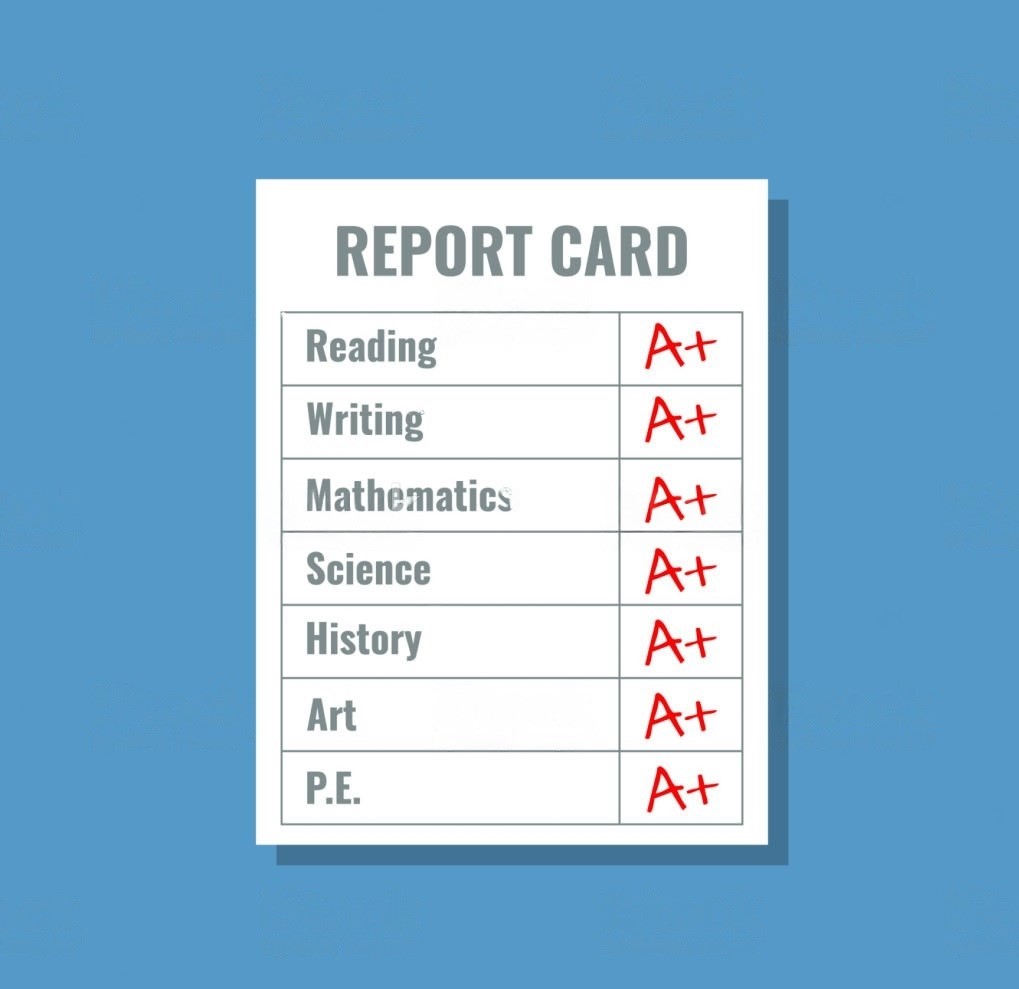 REPORT CARD
Reading A+
Writing A+
Mathematics A+
Science A+
History A+
Art A+
P.E. A+